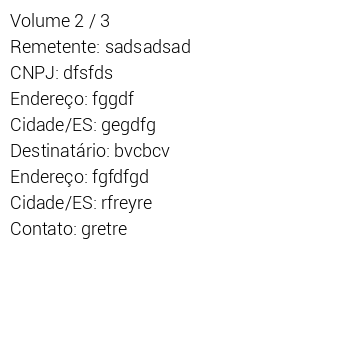 Volume 2 / 3
Remetente: sadsadsad
CNPJ: dfsfds
Endereço: fggdf
Cidade/ES: gegdfg
Destinatário: bvcbcv
Endereço: fgfdfgd
Cidade/ES: rfreyre
Contato: gretre